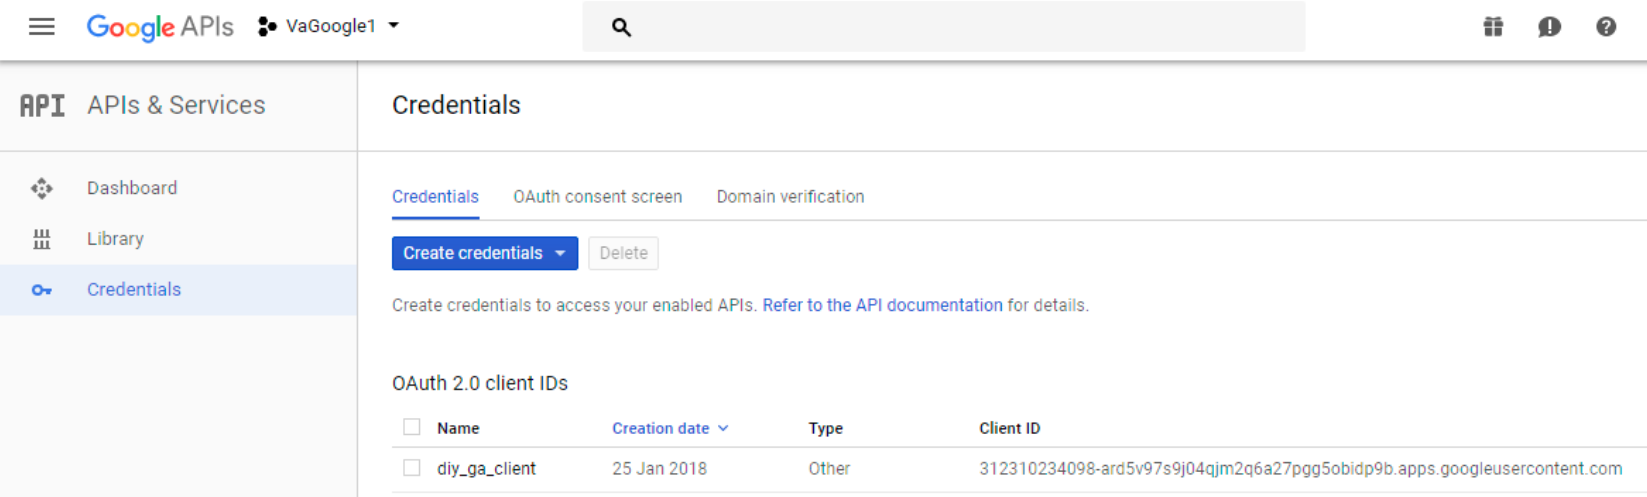 Google APIs VaGoogle1
API APIs & Services
Credentials
Dashboard
Library
Credentials
Credentials OAuth consent screen Domain verification
Create credentials Delete
Create credentials to access your enabled APIs. Refer to the API documentation for details.
OAuth 2.0 client IDs
Name Creation date Type Client ID
diy_ga_client 25 Jan 2018 Other 312310234098-ard5v97s9j04qjm2q6a27pgg5obidp9b.apps.googleusercontent.com